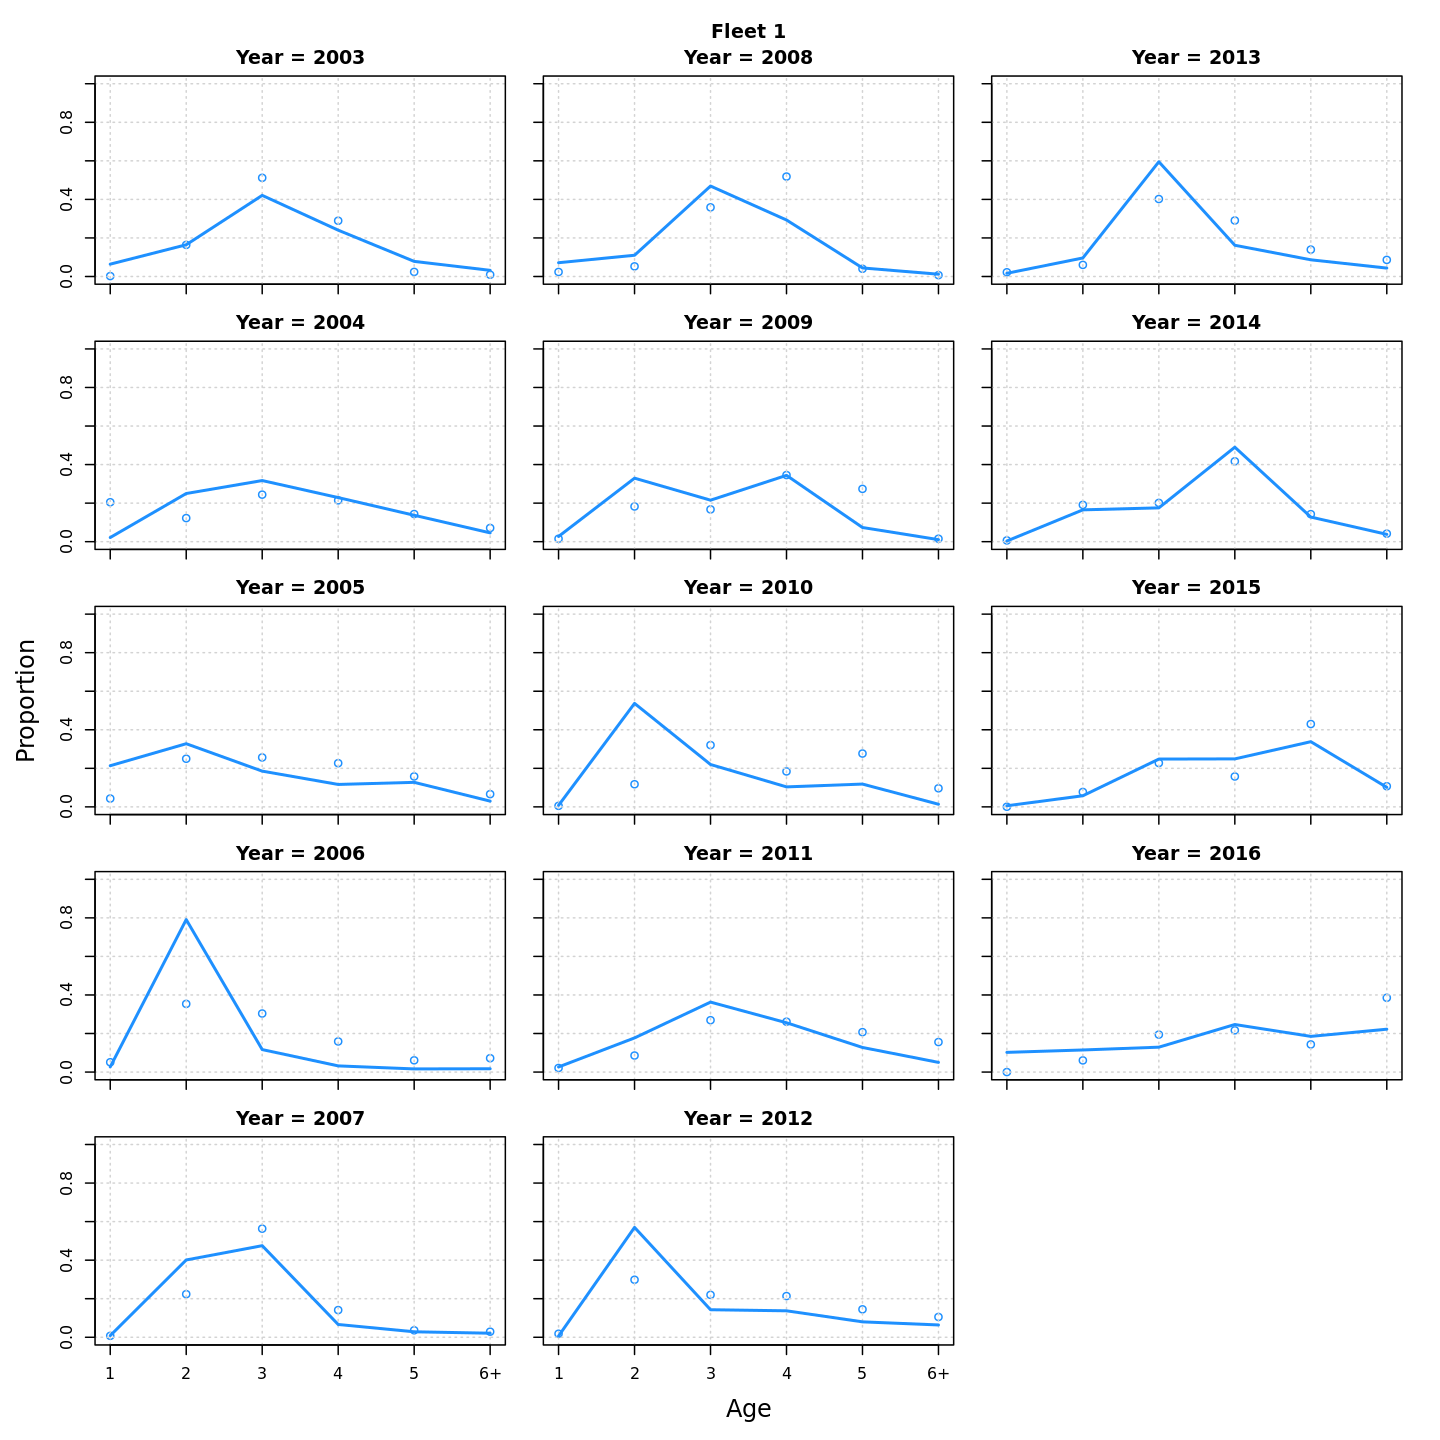 Fleet 1
Year = 2003
Year = 2008
Year = 2013
0.0
0.4
0.8
Year = 2004
Year = 2009
Year = 2014
0.0
0.4
0.8
Year = 2005
Year = 2010
Year = 2015
0.0
0.4
0.8
Proportion
Year = 2006
Year = 2011
Year = 2016
0.0
0.4
0.8
Year = 2007
Year = 2012
0.0
0.4
0.8
1 2 3 4 5 6+
1 2 3 4 5 6+
Age